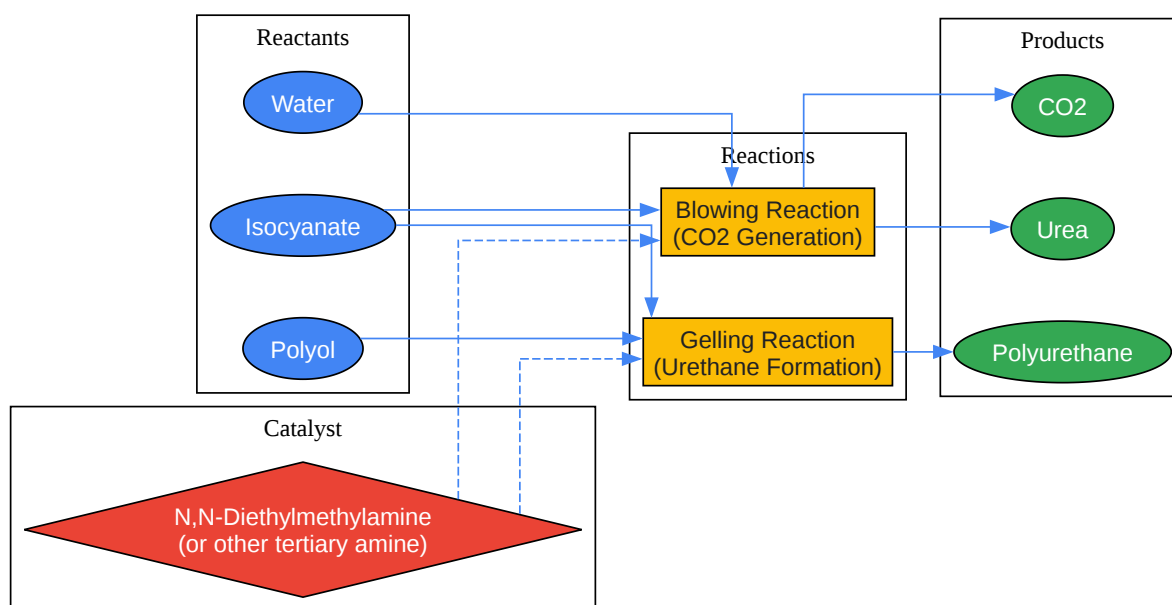 Reactants
Water
Isocyanate
Polyol
Reactions
Blowing Reaction
(CO2 Generation)
Gelling Reaction
(Urethane Formation)
Products
CO2
Urea
Polyurethane
Catalyst
N,N-Diethylmethylamine
(or other tertiary amine)